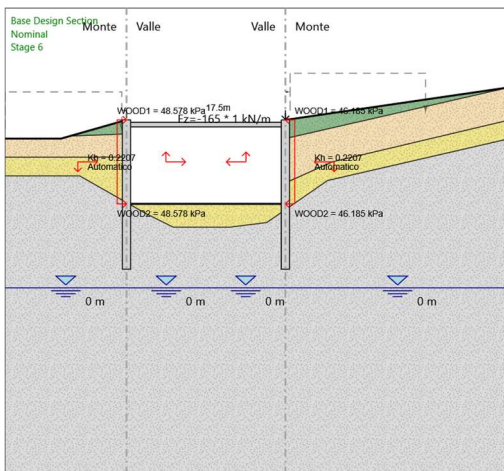 Base Design Section
Nominal
Stage 6
Monte Valle
Valle Monte
WOOD1 = 48.578 kPa
17.5m
Fz=-165 * 1 kN/m
WOOD1 = 46.185 kPa
Kh = 0.2207
Automatico
Kh = 0.2207
Automatico
WOOD2 = 48.578 kPa
WOOD2 = 46.185 kPa
0 m
0 m
0 m
0 m